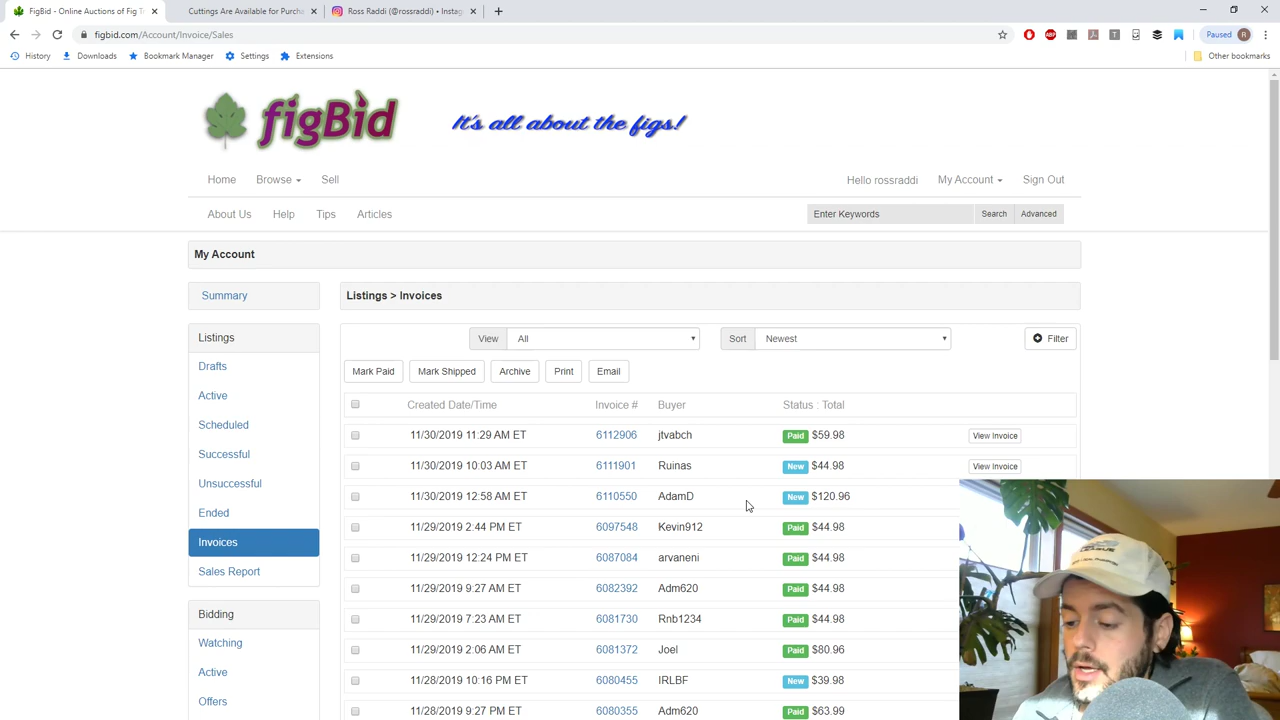 FigBid - Online Auctions of Fig Tr
Cuttings Are Available for Purcha
Ross Raddi (@rossraddi) • Instag
figbid.com/Account/Invoice/Sales
Paused R
History Downloads Bookmark Manager Settings Extensions Other bookmarks
figBid It's all about the figs!
Home Browse Sell Hello rossraddi My Account Sign Out
About Us Help Tips Articles Enter Keywords Search Advanced
My Account
Summary
Listings > Invoices
Listings
View All Sort Newest Filter
Drafts
Mark Paid Mark Shipped Archive Print Email
Active
Created Date/Time Invoice # Buyer Status : Total
Scheduled
11/30/2019 11:29 AM ET 6112906 jtvabch Paid $59.98 View Invoice
Successful
11/30/2019 10:03 AM ET 6111901 Ruinas New $44.98 View Invoice
Unsuccessful
11/30/2019 12:58 AM ET 6110550 AdamD New $120.96
Ended
11/29/2019 2:44 PM ET 6097548 Kevin912 Paid $44.98
Invoices
11/29/2019 12:24 PM ET 6087084 arvaneni Paid $44.98
Sales Report
11/29/2019 9:27 AM ET 6082392 Adm620 Paid $44.98
Bidding
11/29/2019 7:23 AM ET 6081730 Rnb1234 Paid $44.98
Watching
11/29/2019 2:06 AM ET 6081372 Joel Paid $80.96
Active
11/28/2019 10:16 PM ET 6080455 IRLBF New $39.98
Offers
11/28/2019 9:27 PM ET 6080355 Adm620 Paid $63.99